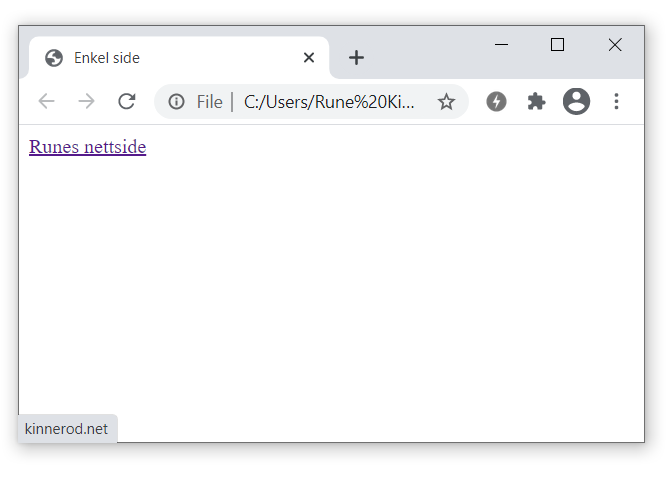 Enkel side
File | C:/Users/Rune%20Ki...
Runes nettside
kinnerod.net